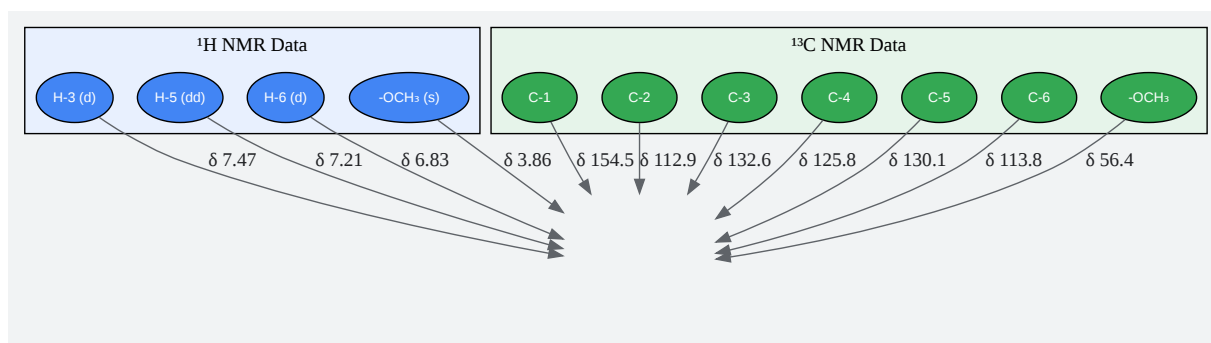 ¹H NMR Data
¹³C NMR Data
H-3 (d)
H-5 (dd)
H-6 (d)
-OCH₃ (s)
C-1
C-2
C-3
C-4
C-5
C-6
-OCH₃
δ 7.47
δ 7.21
δ 6.83
δ 3.86
δ 154.5
δ 112.9
δ 132.6
δ 125.8
δ 130.1
δ 113.8
δ 56.4